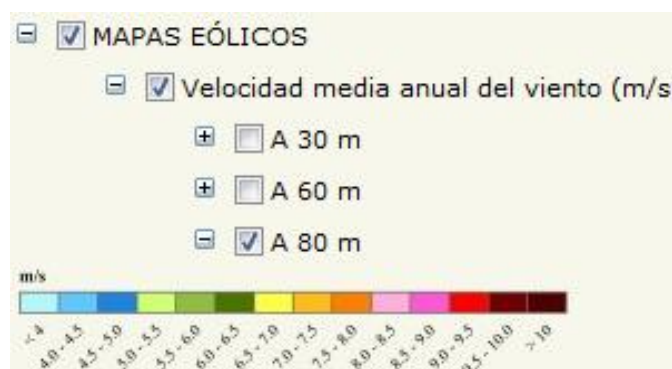 MAPAS EÓLICOS
Velocidad media anual del viento (m/s
A 30 m
A 60 m
A 80 m
m/s
< 4 4.0 - 4.5 4.5 - 5.0 5.0 - 5.5 5.5 - 6.0 6.0 - 6.5 6.5 - 7.0 7.0 - 7.5 7.5 - 8.0 8.0 - 8.5 8.5 - 9.0 9.0 - 9.5 9.5 - 10.0 > 10